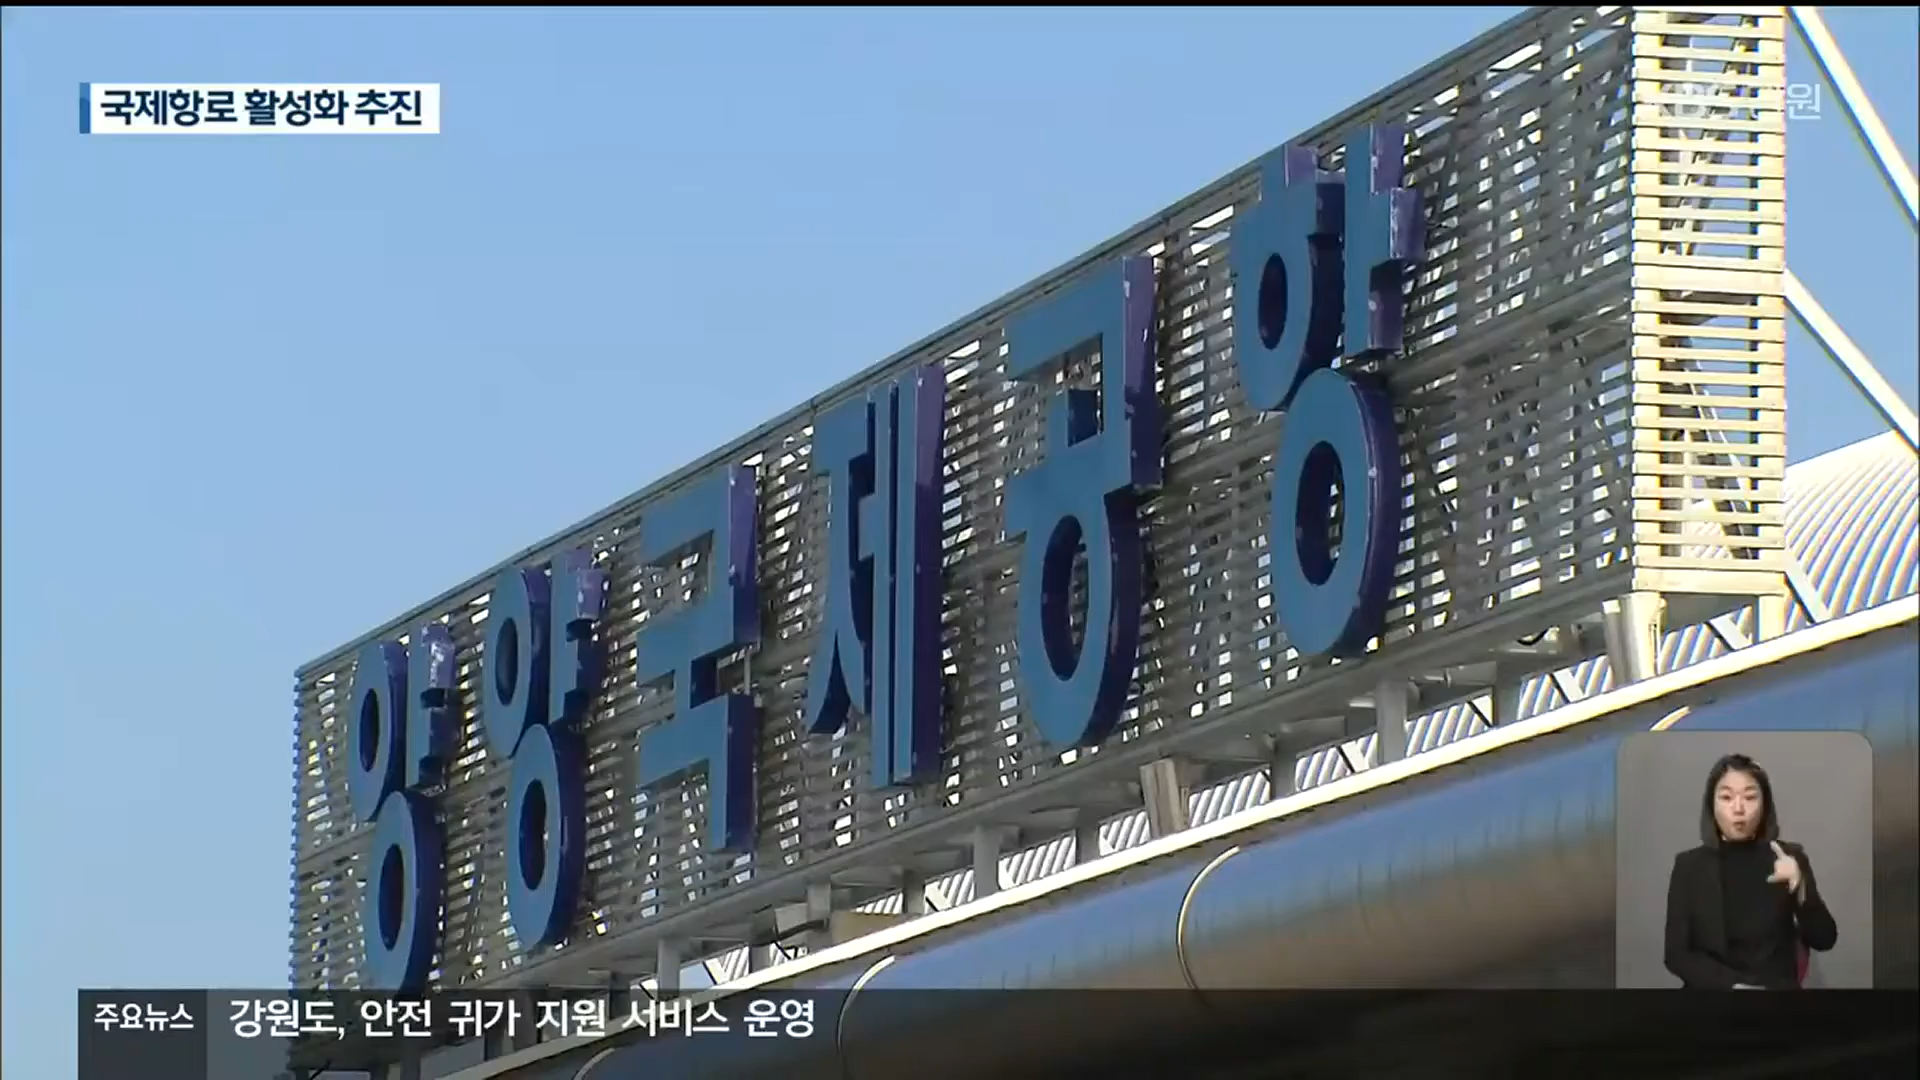 국제항로 활성화 추진
KBS
양양국제공항
주요뉴스 강원도, 안전 귀가 지원 서비스 운영